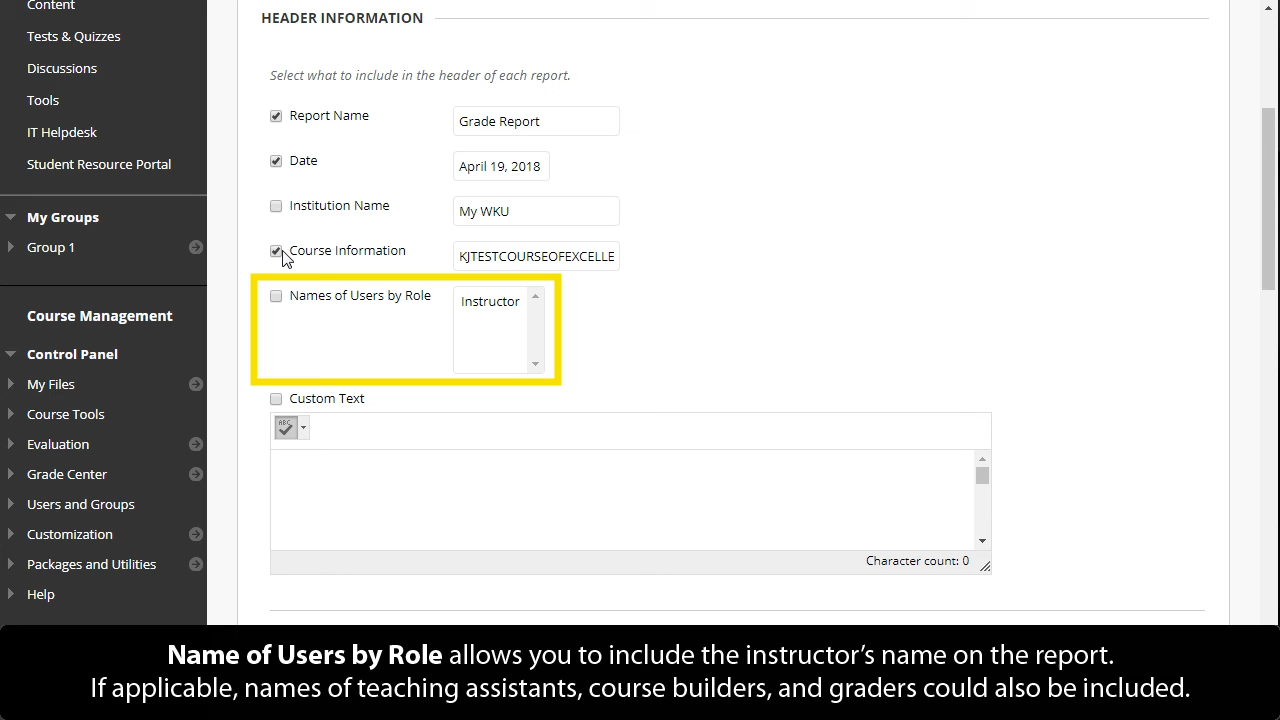 Content
Tests & Quizzes
Discussions
Tools
IT Helpdesk
Student Resource Portal
My Groups
Group 1
Course Management
Control Panel
My Files
Course Tools
Evaluation
Grade Center
Users and Groups
Customization
Packages and Utilities
Help
HEADER INFORMATION
Select what to include in the header of each report.
Report Name Grade Report
Date April 19, 2018
Institution Name My WKU
Course Information KJTESTCOURSEOFEXCELLE
Names of Users by Role Instructor
Custom Text
ABC
Character count: 0
Name of Users by Role allows you to include the instructor's name on the report.
If applicable, names of teaching assistants, course builders, and graders could also be included.